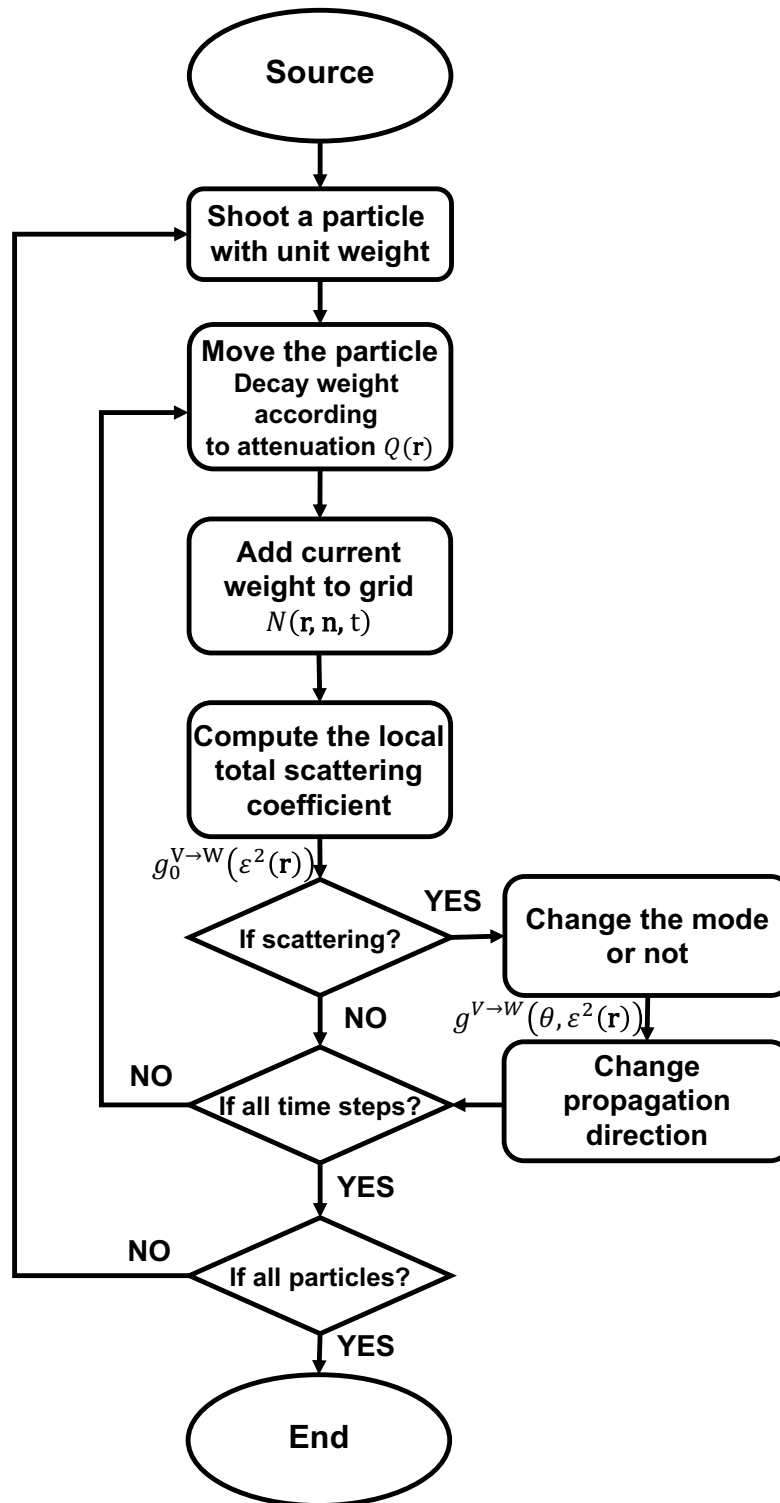 Source
Shoot a particle
with unit weight
Move the particle
Decay weight
according
to attenuation Q(r)
Add current
weight to grid
N(r, n, t)
Compute the local
total scattering
coefficient
g₀^{V→W}(ε²(r))
If scattering?
YES
Change the mode
or not
NO
g^{V→W}(θ, ε²(r))
Change
propagation
direction
If all time steps?
NO
YES
If all particles?
NO
YES
End